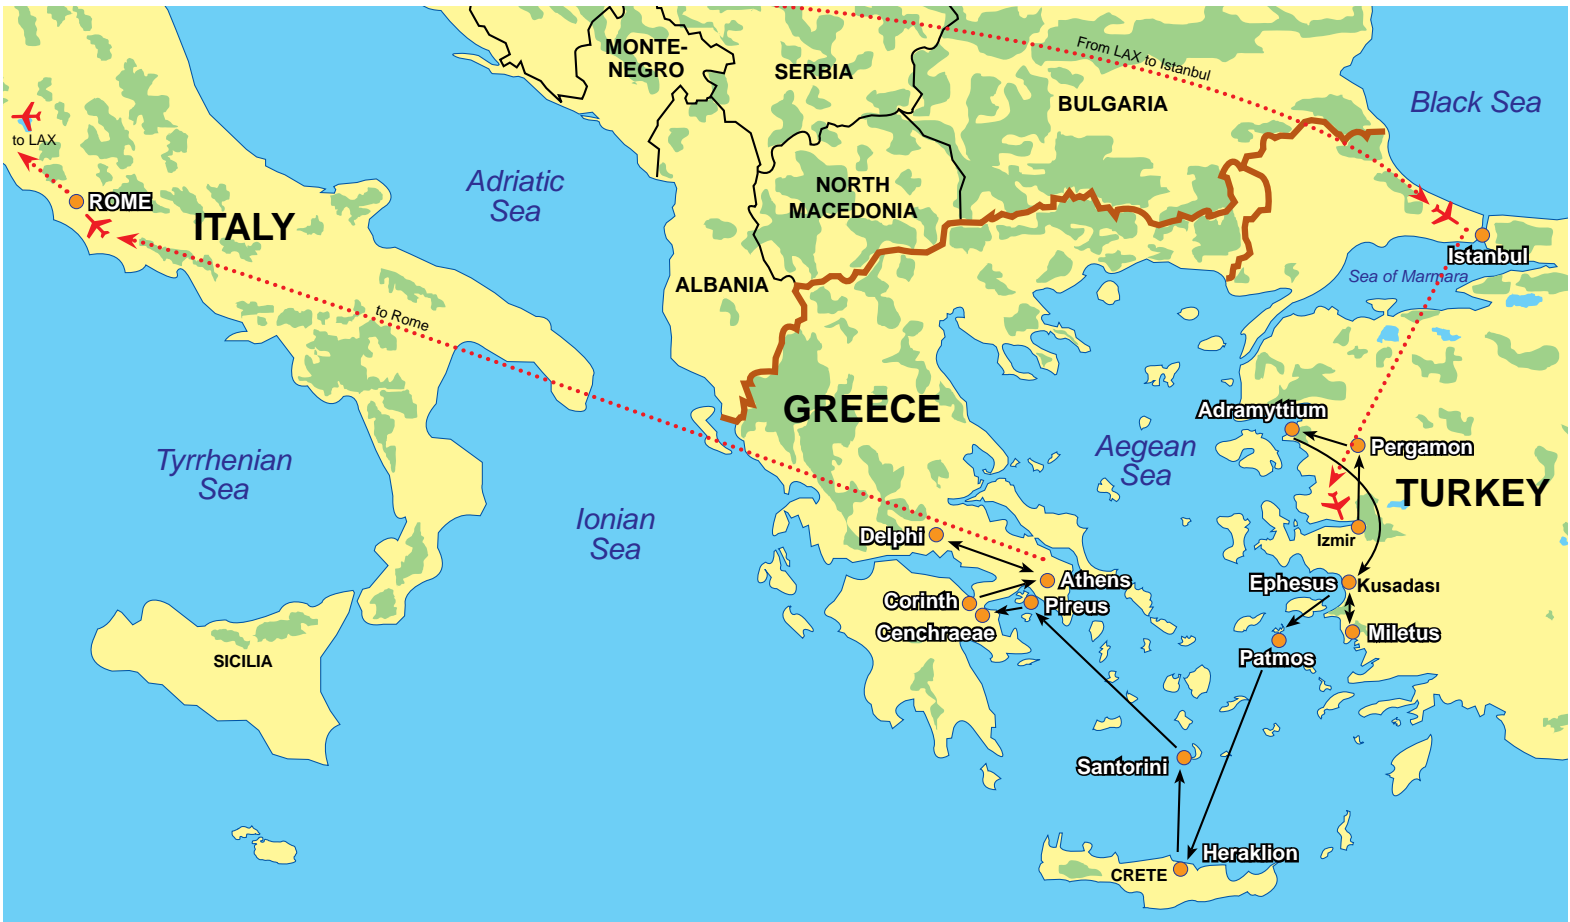 From LAX to Istanbul
MONTE-
NEGRO
SERBIA
BULGARIA
Black Sea
to LAX
ROME
ITALY
Adriatic
Sea
NORTH
MACEDONIA
ALBANIA
Istanbul
Sea of Marmara
to Rome
GREECE
Adramyttium
Aegean
Sea
Pergamon
TURKEY
Tyrrhenian
Sea
Ionian
Sea
Delphi
Izmir
Athens
Ephesus
Kusadası
Corinth
Pireus
Cenchraeae
Miletus
Patmos
SICILIA
Santorini
Heraklion
CRETE